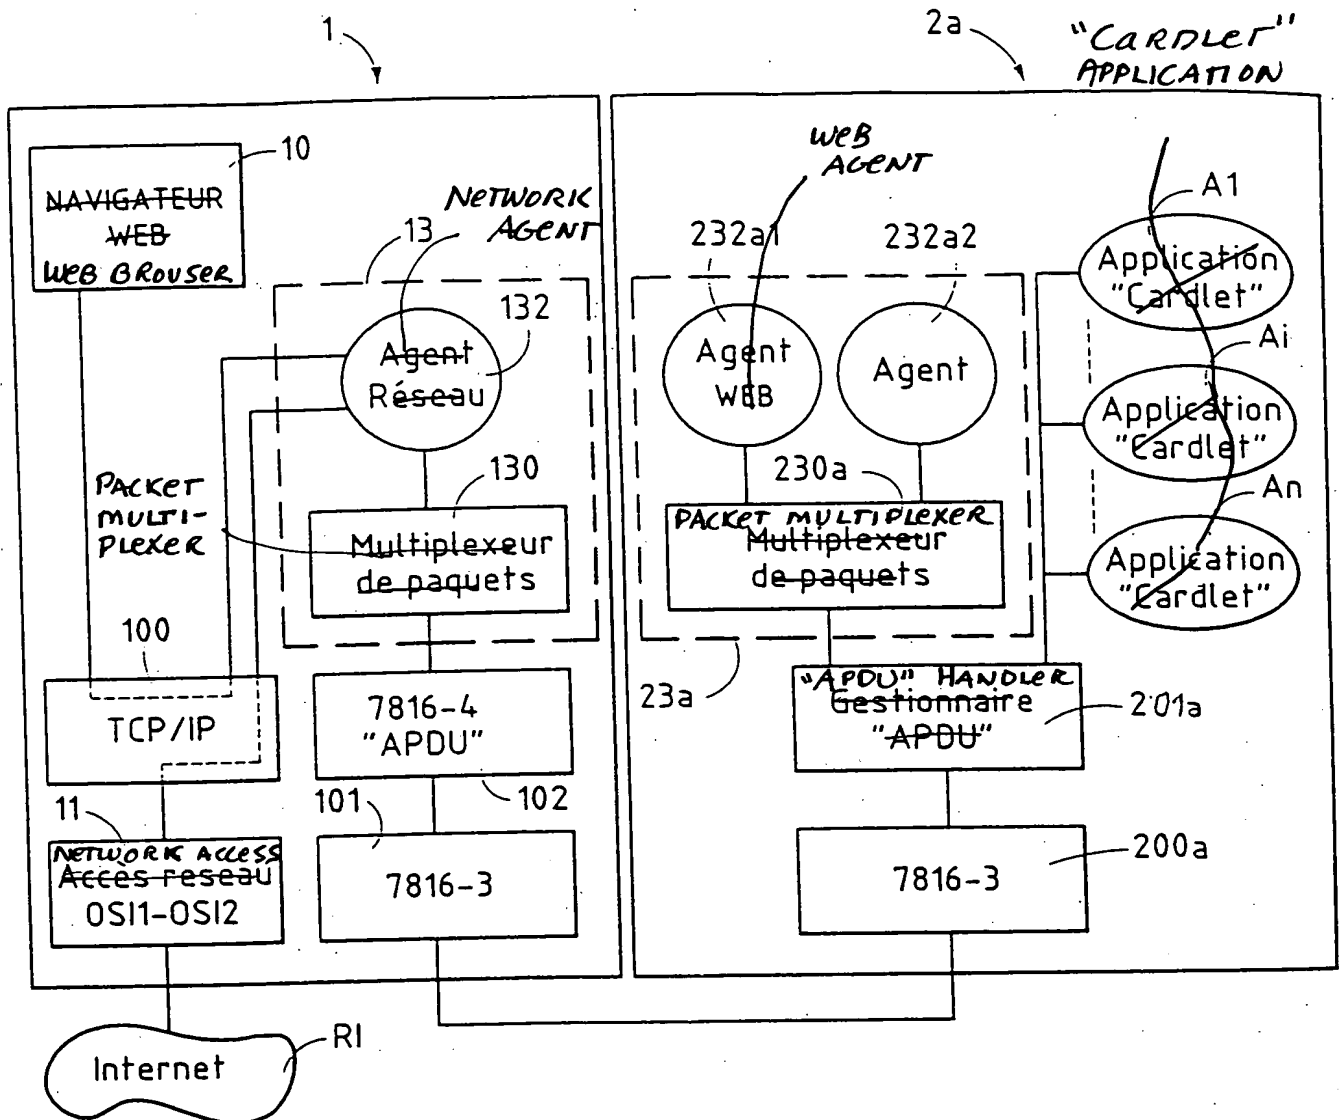 1
2a
"CARDLET"
APPLICATION
10
NAVIGATEUR
WEB
WEB BROUSER
NETWORK
AGENT
13
132
Agent
Réseau
PACKET
MULTI-
PLEXER
130
Multiplexeur
de paquets
100
TCP/IP
7816-4
"APDU"
102
11
NETWORK ACCESS
Accès reseau
OSI1-OSI2
101
7816-3
Internet
RI
WEB
AGENT
232a1
232a2
Agent
WEB
Agent
230a
PACKET MULTIPLEXER
Multiplexeur
de paquets
23a
A1
Application
"Cardlet"
Ai
Application
"Cardlet"
An
Application
"Cardlet"
"APDU" HANDLER
Gestionnaire
"APDU"
201a
7816-3
200a